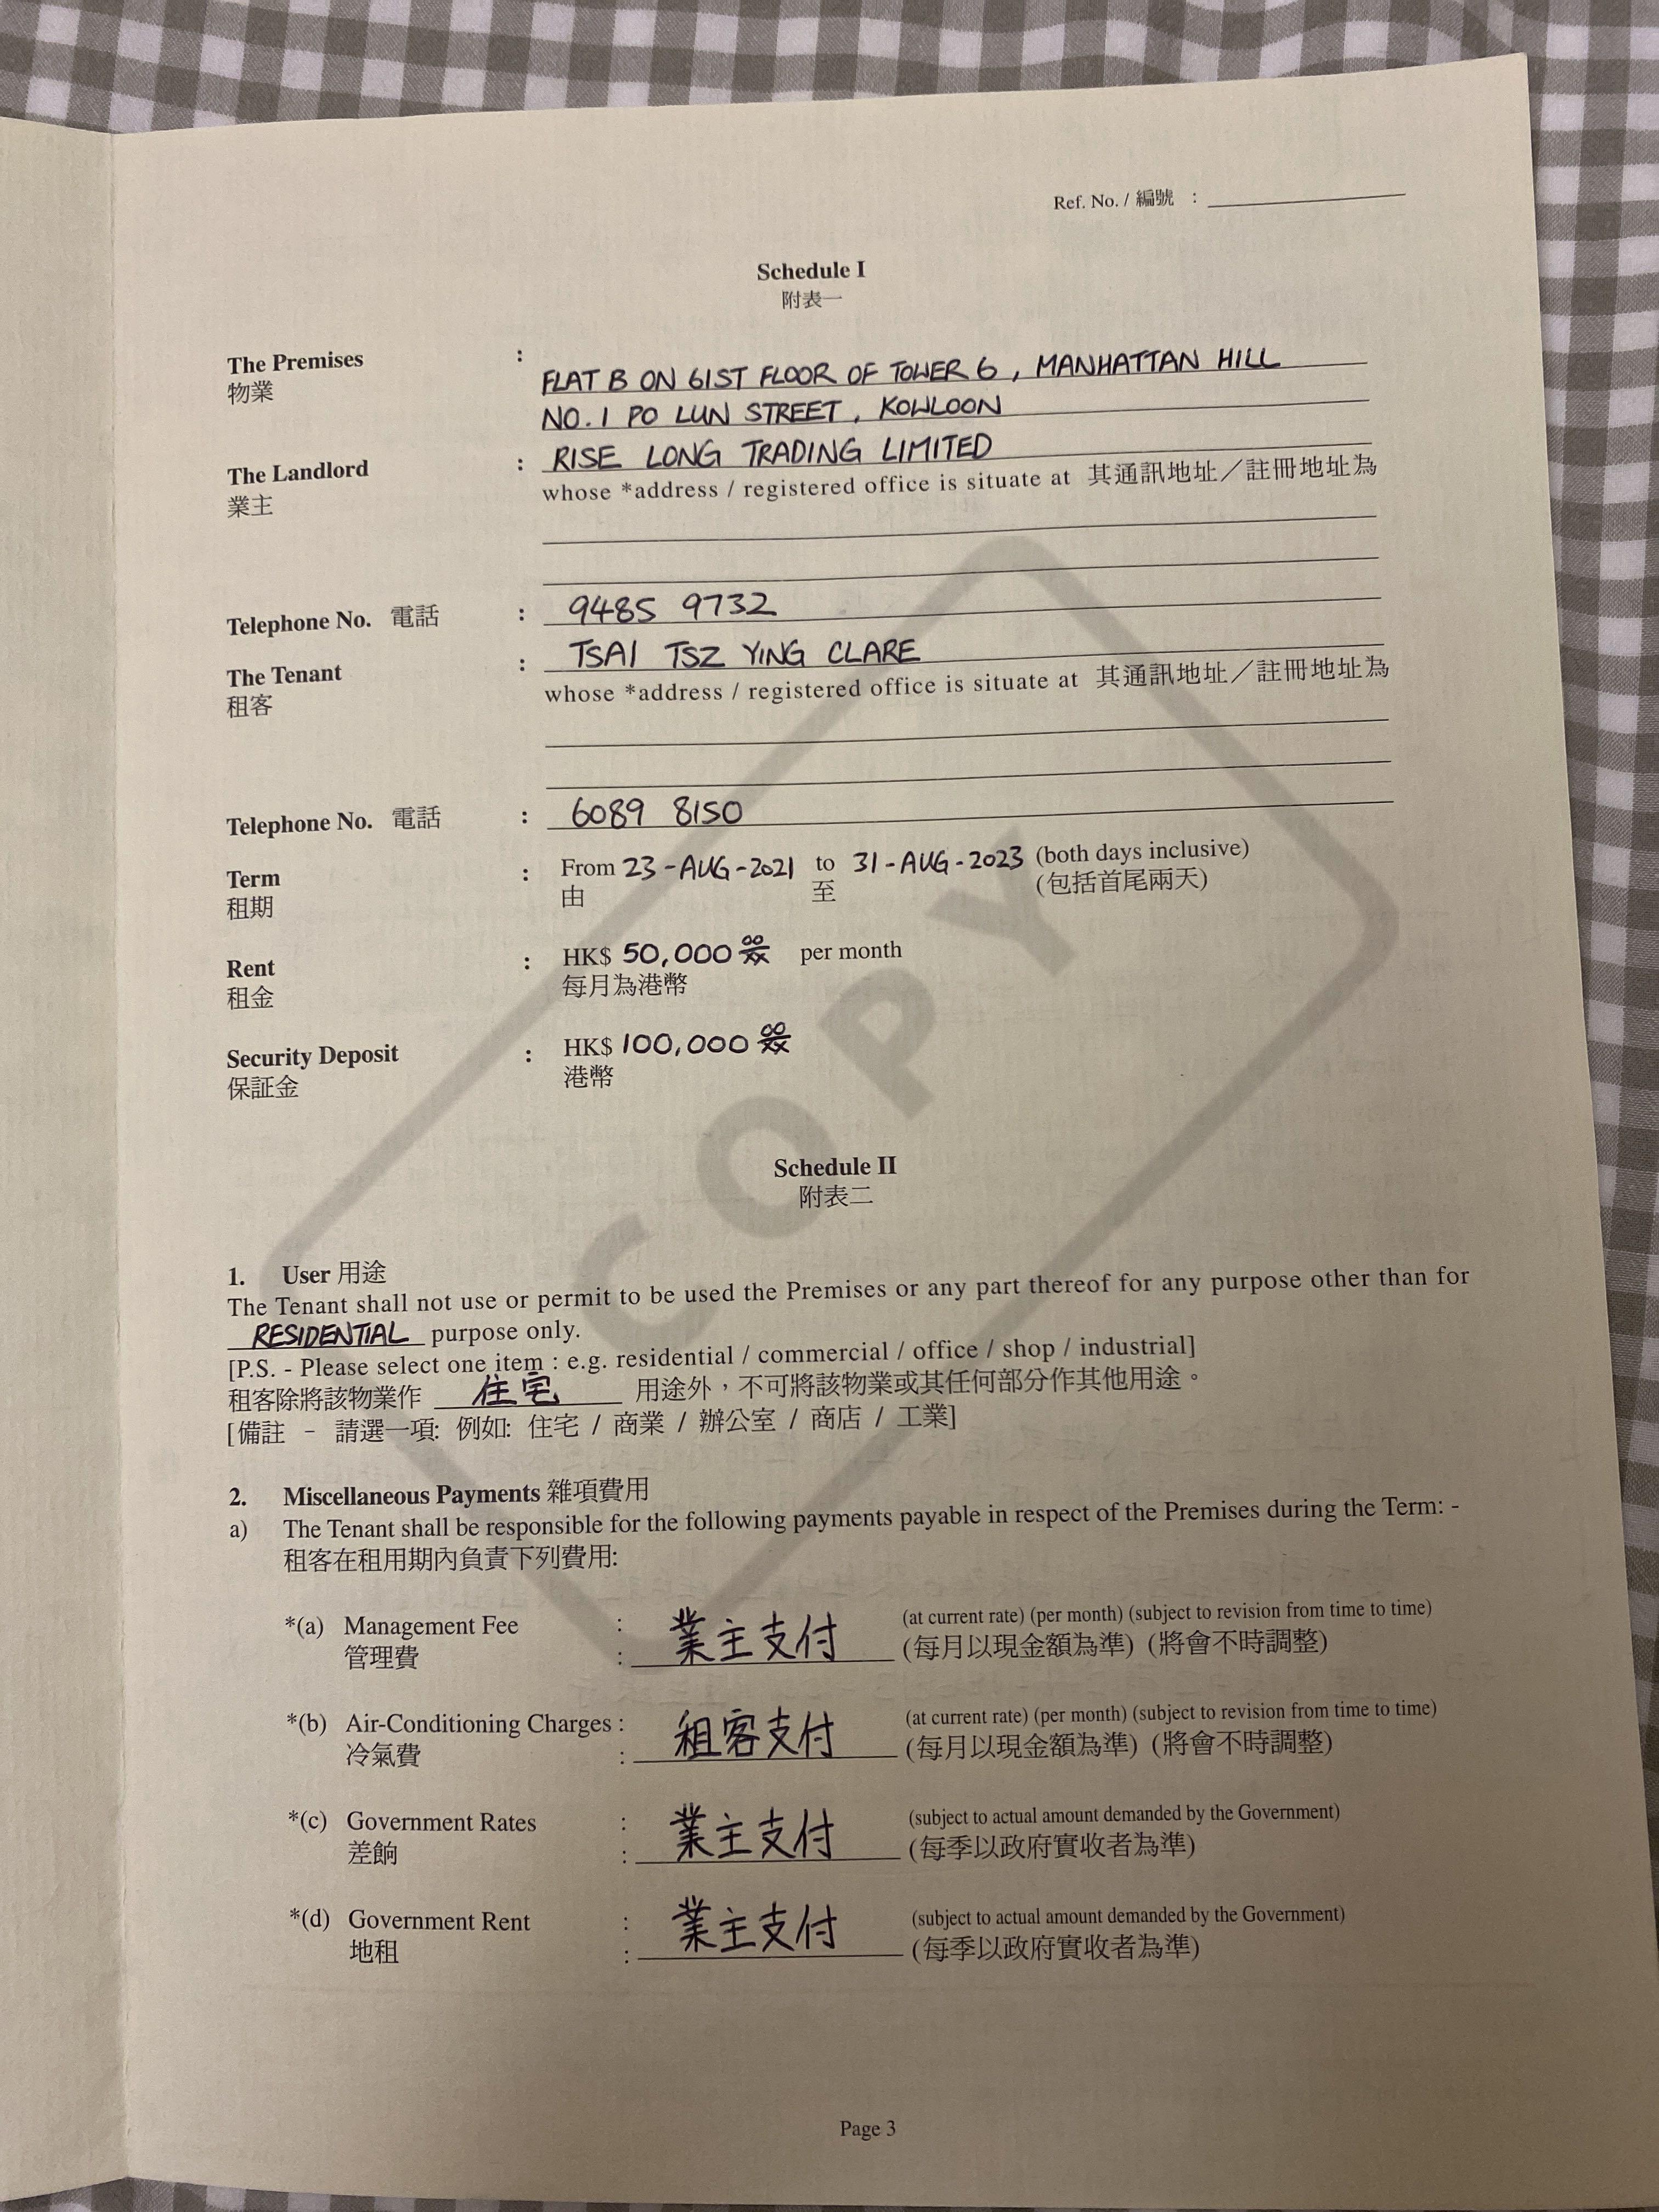 Ref. No. / 編號 :
Schedule I
附表一
The Premises : FLAT B ON 61ST FLOOR OF TOWER 6, MANHATTAN HILL
物業
NO. 1 PO LUN STREET, KOWLOON
The Landlord : RISE LONG TRADING LIMITED
業主
whose *address / registered office is situate at 其通訊地址／註冊地址為
Telephone No. 電話 : 9485 9732
The Tenant : TSAI TSZ YING CLARE
租客
whose *address / registered office is situate at 其通訊地址／註冊地址為
Telephone No. 電話 : 6089 8150
Term : From 23-AUG-2021 to 31-AUG-2023 (both days inclusive)
租期 由 至 (包括首尾兩天)
Rent : HK$ 50,000 00/XX per month
租金 每月為港幣
Security Deposit : HK$ 100,000 00/XX
保証金 港幣
COPY
Schedule II
附表二
1. User 用途
The Tenant shall not use or permit to be used the Premises or any part thereof for any purpose other than for
RESIDENTIAL purpose only.
[P.S. - Please select one item : e.g. residential / commercial / office / shop / industrial]
租客除將該物業作 住宅 用途外，不可將該物業或其任何部分作其他用途。
[備註 - 請選一項: 例如: 住宅 / 商業 / 辦公室 / 商店 / 工業]
2. Miscellaneous Payments 雜項費用
a) The Tenant shall be responsible for the following payments payable in respect of the Premises during the Term: -
租客在租用期內負責下列費用:
*(a) Management Fee : 業主支付 (at current rate) (per month) (subject to revision from time to time)
管理費 : (每月以現金額為準) (將會不時調整)
*(b) Air-Conditioning Charges : 租客支付 (at current rate) (per month) (subject to revision from time to time)
冷氣費 : (每月以現金額為準) (將會不時調整)
*(c) Government Rates : 業主支付 (subject to actual amount demanded by the Government)
差餉 : (每季以政府實收者為準)
*(d) Government Rent : 業主支付 (subject to actual amount demanded by the Government)
地租 : (每季以政府實收者為準)
Page 3